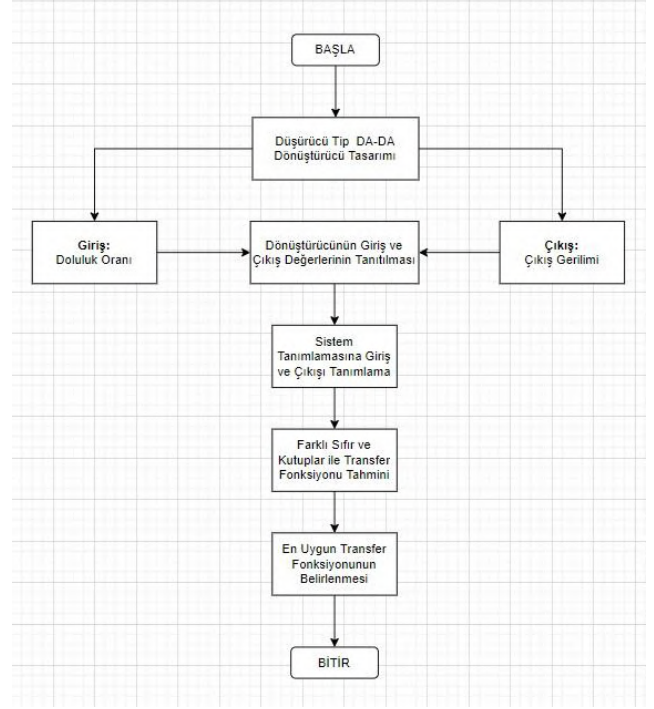 BAŞLA
Düşürücü Tip DA-DA
Dönüştürücü Tasarımı
Giriş:
Doluluk Oranı
Dönüştürücünün Giriş ve
Çıkış Değerlerinin Tanıtılması
Çıkış:
Çıkış Gerilimi
Sistem
Tanımlamasına Giriş
ve Çıkışı Tanımlama
Farklı Sıfır ve
Kutuplar ile Transfer
Fonksiyonu Tahmini
En Uygun Transfer
Fonksiyonunun
Belirlenmesi
BİTİR